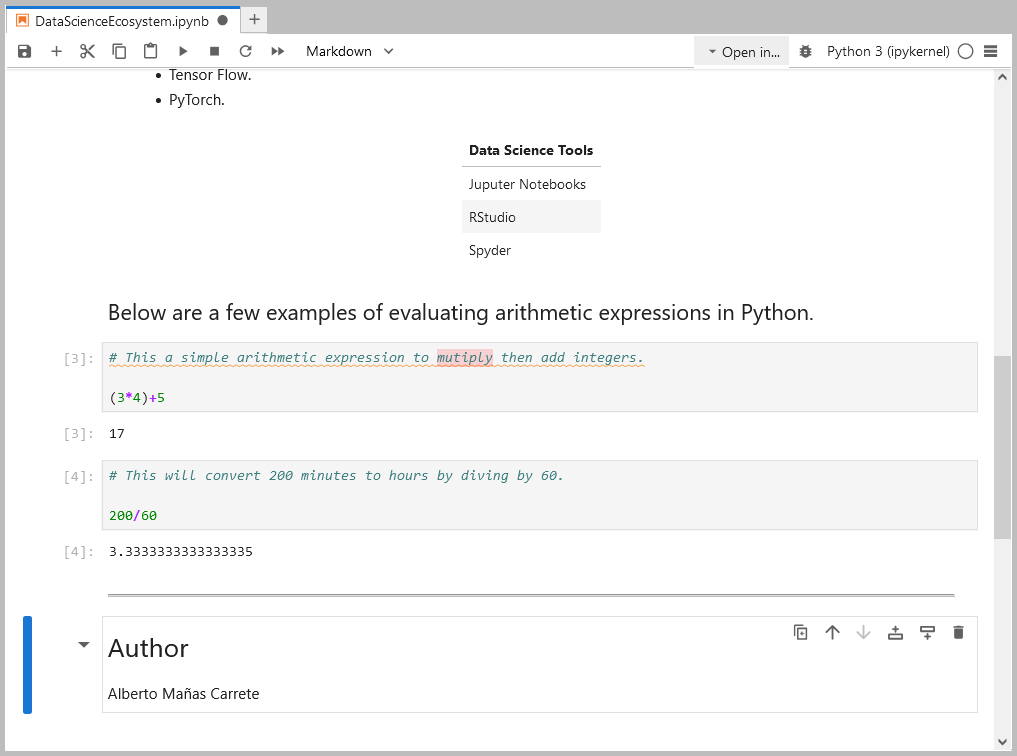 DataScienceEcosystem.ipynb
Markdown
Open in...
Python 3 (ipykernel)
Tensor Flow.
PyTorch.
Data Science Tools
Juputer Notebooks
RStudio
Spyder
Below are a few examples of evaluating arithmetic expressions in Python.
[3]: # This a simple arithmetic expression to mutiply then add integers.
(3*4)+5
[3]: 17
[4]: # This will convert 200 minutes to hours by diving by 60.
200/60
[4]: 3.3333333333333335
Author
Alberto Mañas Carrete